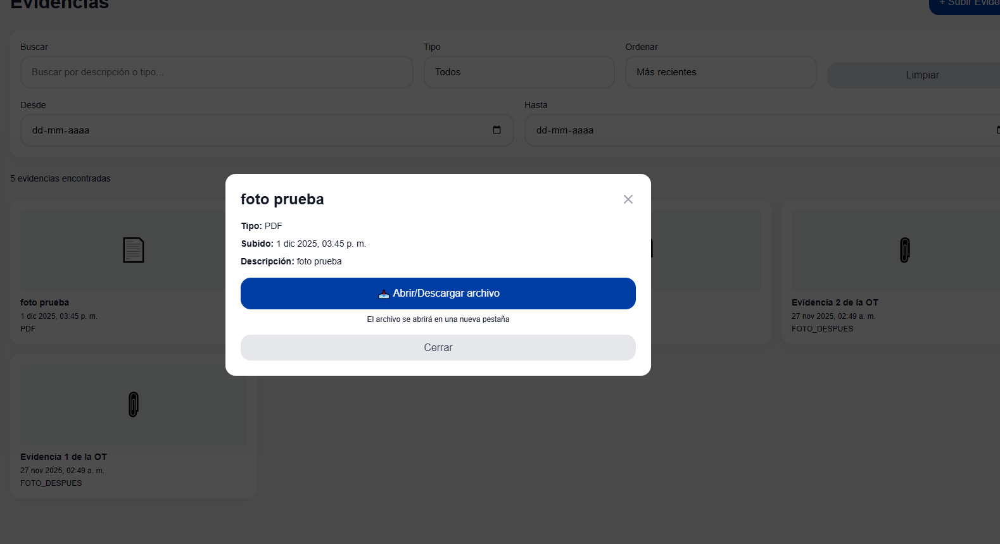 Evidencias
+ Subir Evide
Buscar
Tipo
Ordenar
Buscar por descripción o tipo...
Todos
Más recientes
Limpiar
Desde
Hasta
dd-mm-aaaa
dd-mm-aaaa
5 evidencias encontradas
foto prueba
Tipo: PDF
Subido: 1 dic 2025, 03:45 p. m.
Descripción: foto prueba
Abrir/Descargar archivo
El archivo se abrirá en una nueva pestaña
Cerrar
foto prueba
1 dic 2025, 03:45 p. m.
PDF
Evidencia 2 de la OT
27 nov 2025, 02:49 a. m.
FOTO_DESPUES
Evidencia 1 de la OT
27 nov 2025, 02:49 a. m.
FOTO_DESPUES